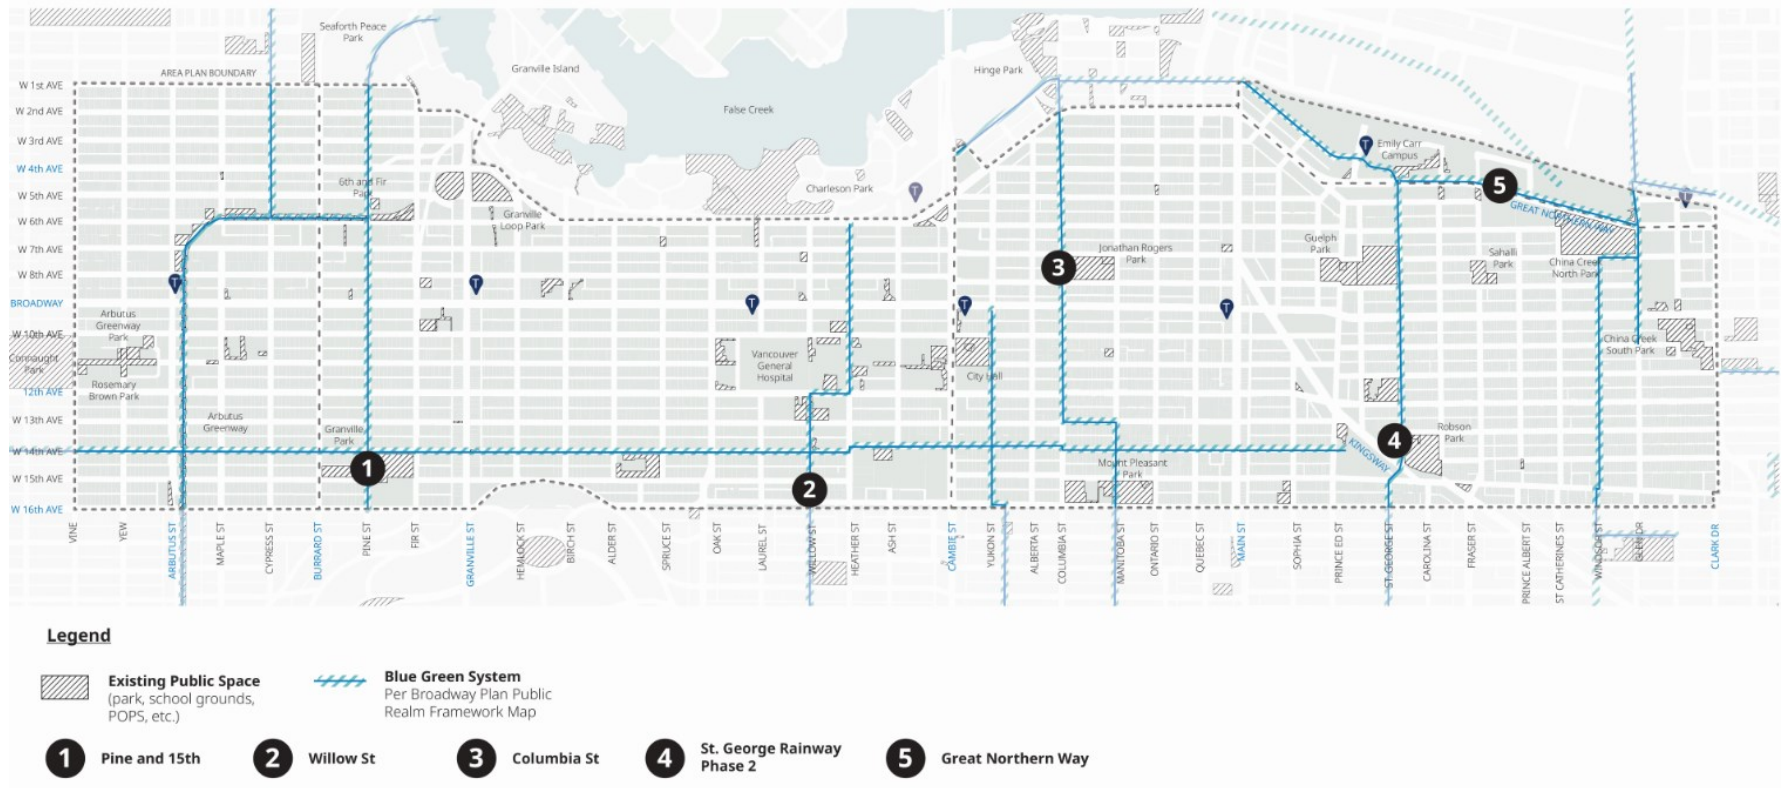 Seaforth Peace
Park
AREA PLAN BOUNDARY
Granville Island
False Creek
Hinge Park
W 1st AVE
W 2nd AVE
W 3rd AVE
W 4th AVE
W 5th AVE
W 6th AVE
W 7th AVE
W 8th AVE
BROADWAY
W 10th AVE
12th AVE
W 13th AVE
W 14th AVE
W 15th AVE
W 16th AVE
6th and Fir
Park
Granville
Loop Park
Charleson Park
T
T
T
T
T
T
T
T
Emily Carr
Campus
5
GREAT NORTHERN WAY
3
Jonathan Rogers
Park
Guelph
Park
Sahalli
Park
China Creek
North Park
Arbutus
Greenway
Park
Connaught
Park
Rosemary
Brown Park
Vancouver
General
Hospital
City Hall
China Creek
South Park
Arbutus
Greenway
Granville
Park
1
2
Mount Pleasant
Park
KINGSWAY
4
Robson
Park
VINE
YEW
ARBUTUS ST
MAPLE ST
CYPRESS ST
BURRARD ST
PINE ST
FIR ST
GRANVILLE ST
HEMLOCK ST
BIRCH ST
ALDER ST
SPRUCE ST
OAK ST
LAUREL ST
WILLOW ST
HEATHER ST
ASH ST
CAMBIE ST
YUKON ST
ALBERTA ST
COLUMBIA ST
MANITOBA ST
ONTARIO ST
QUEBEC ST
MAIN ST
SOPHIA ST
PRINCE ED ST
ST GEORGE ST
CAROLINA ST
FRASER ST
PRINCE ALBERT ST
ST CATHERINES ST
WINDSOR ST
GLEN DR
CLARK DR
Legend
Existing Public Space
(park, school grounds,
POPS, etc.)
Blue Green System
Per Broadway Plan Public
Realm Framework Map
1 Pine and 15th
2 Willow St
3 Columbia St
4 St. George Rainway
Phase 2
5 Great Northern Way